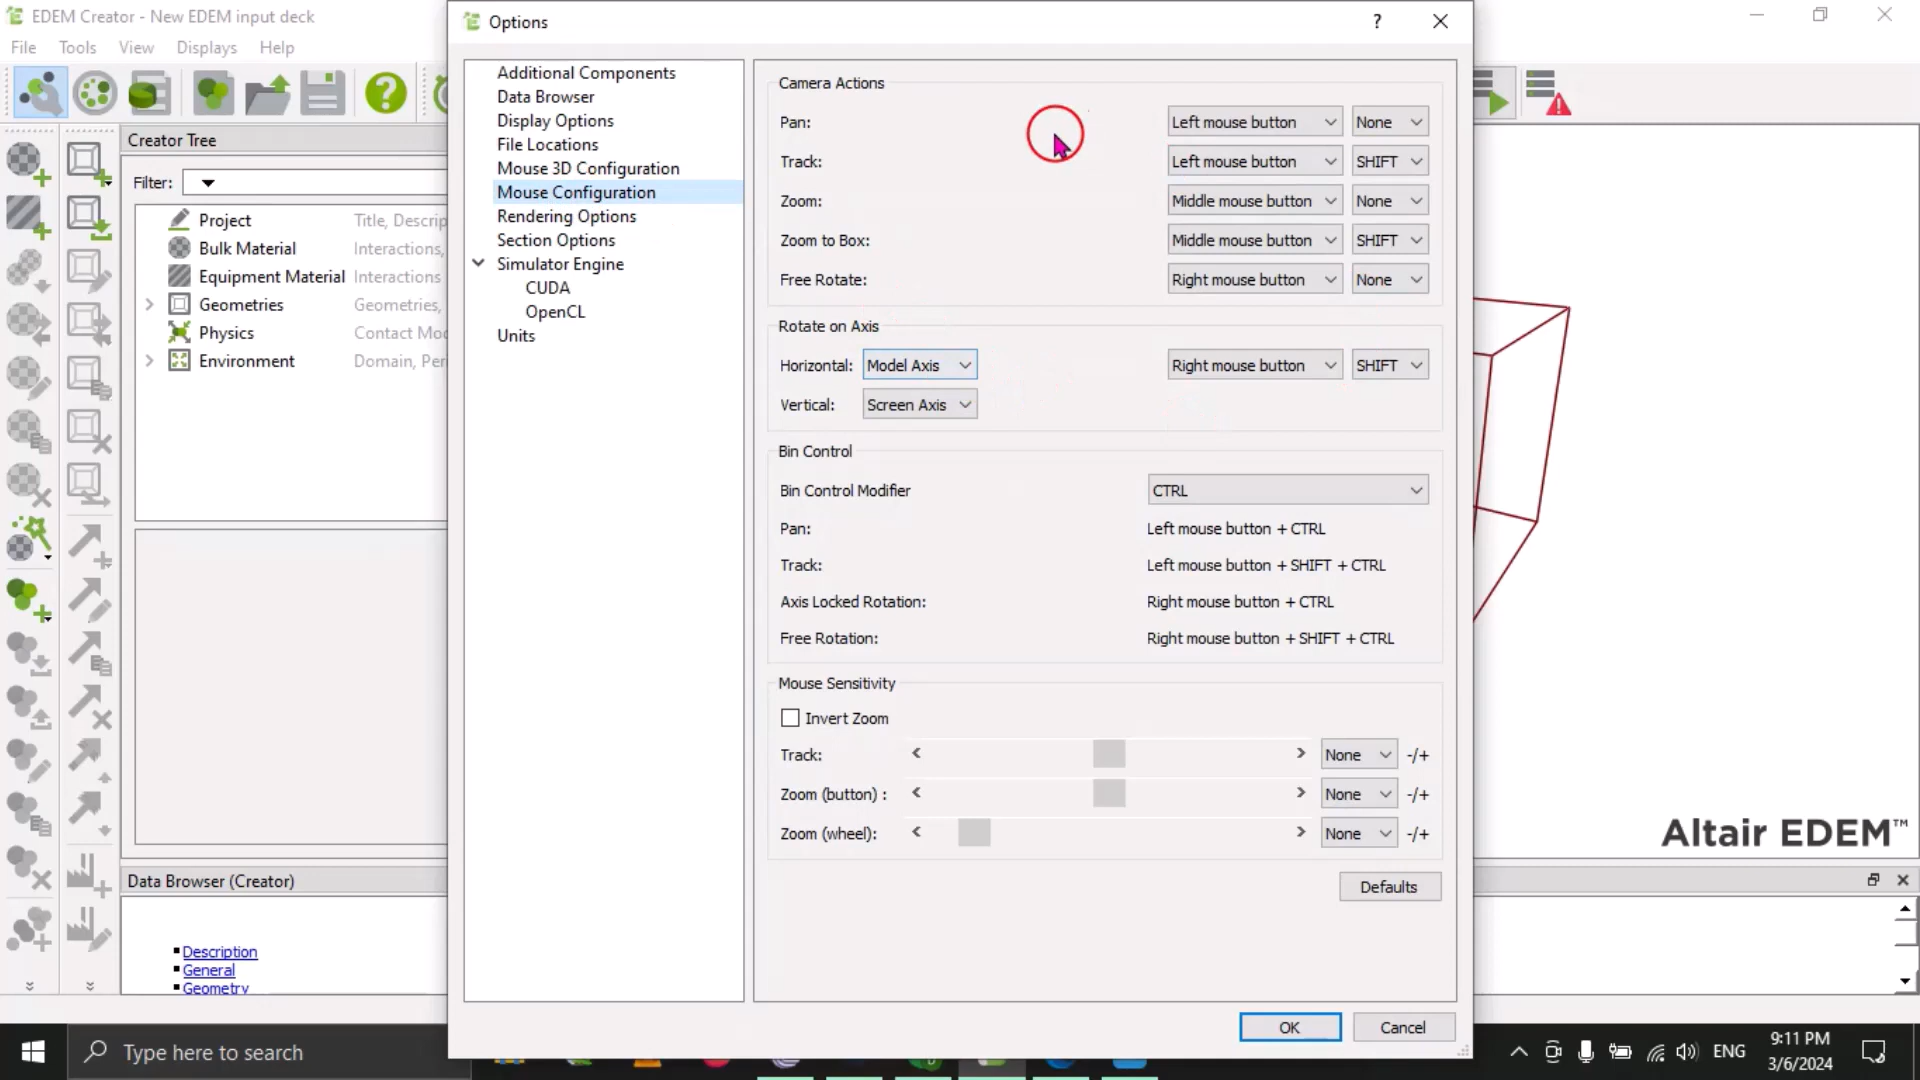 EDEM Creator - New EDEM input deck
File Tools View Displays Help
Creator Tree
Filter:
Project Title, Descrip
Bulk Material Interactions,
Equipment Material Interactions
Geometries Geometries,
Physics Contact Mod
Environment Domain, Per
Data Browser (Creator)
Description
General
Geometry
Options
Additional Components
Data Browser
Display Options
File Locations
Mouse 3D Configuration
Mouse Configuration
Rendering Options
Section Options
Simulator Engine
CUDA
OpenCL
Units
Camera Actions
Pan: Left mouse button None
Track: Left mouse button SHIFT
Zoom: Middle mouse button None
Zoom to Box: Middle mouse button SHIFT
Free Rotate: Right mouse button None
Rotate on Axis
Horizontal: Model Axis Right mouse button SHIFT
Vertical: Screen Axis
Bin Control
Bin Control Modifier CTRL
Pan: Left mouse button + CTRL
Track: Left mouse button + SHIFT + CTRL
Axis Locked Rotation: Right mouse button + CTRL
Free Rotation: Right mouse button + SHIFT + CTRL
Mouse Sensitivity
Invert Zoom
Track: < > None -/+
Zoom (button) : < > None -/+
Zoom (wheel): < > None -/+
Defaults
OK Cancel
Altair EDEM™
Type here to search
ENG
9:11 PM
3/6/2024